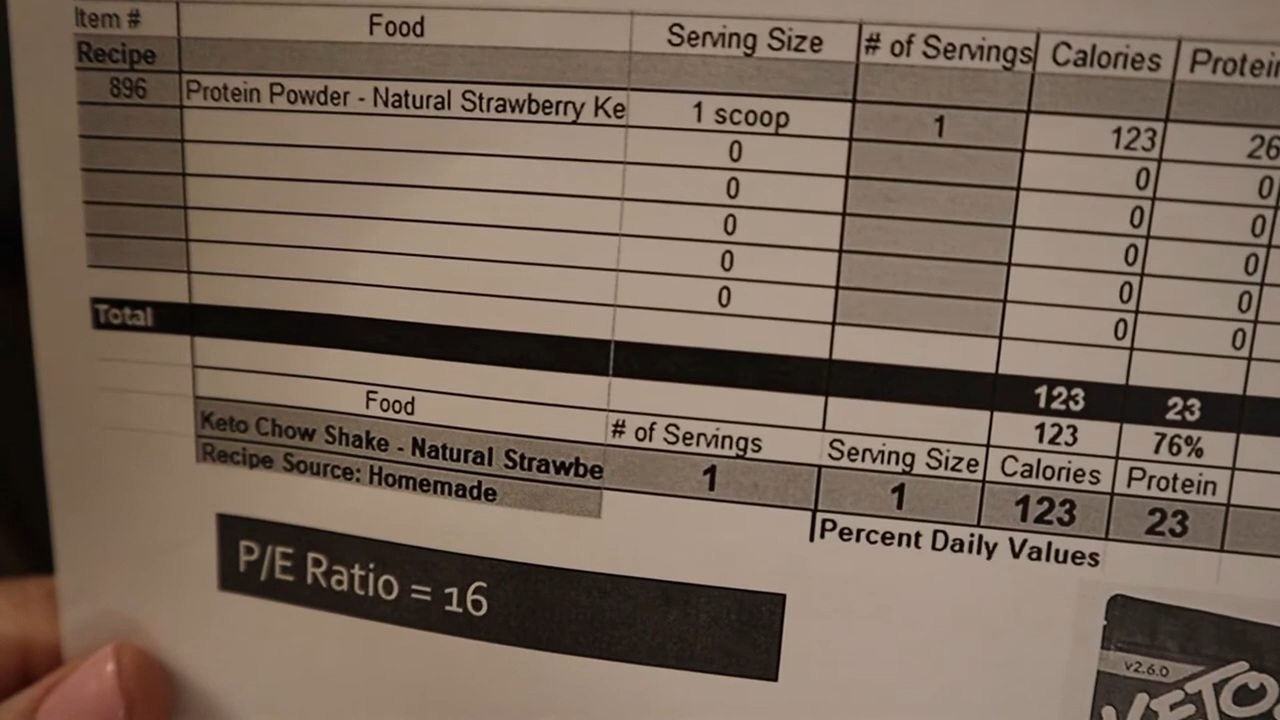 Item # Food Serving Size # of Servings Calories Protein
Recipe
896 Protein Powder - Natural Strawberry Ke 1 scoop 1 123 26
0 0 0
0 0 0
0 0 0
0 0 0
0 0 0
Total 123 23
123 76%
Food # of Servings Serving Size Calories Protein
Keto Chow Shake - Natural Strawbe 1 1 123 23
Recipe Source: Homemade
Percent Daily Values
P/E Ratio = 16
v2.6.0
KETO